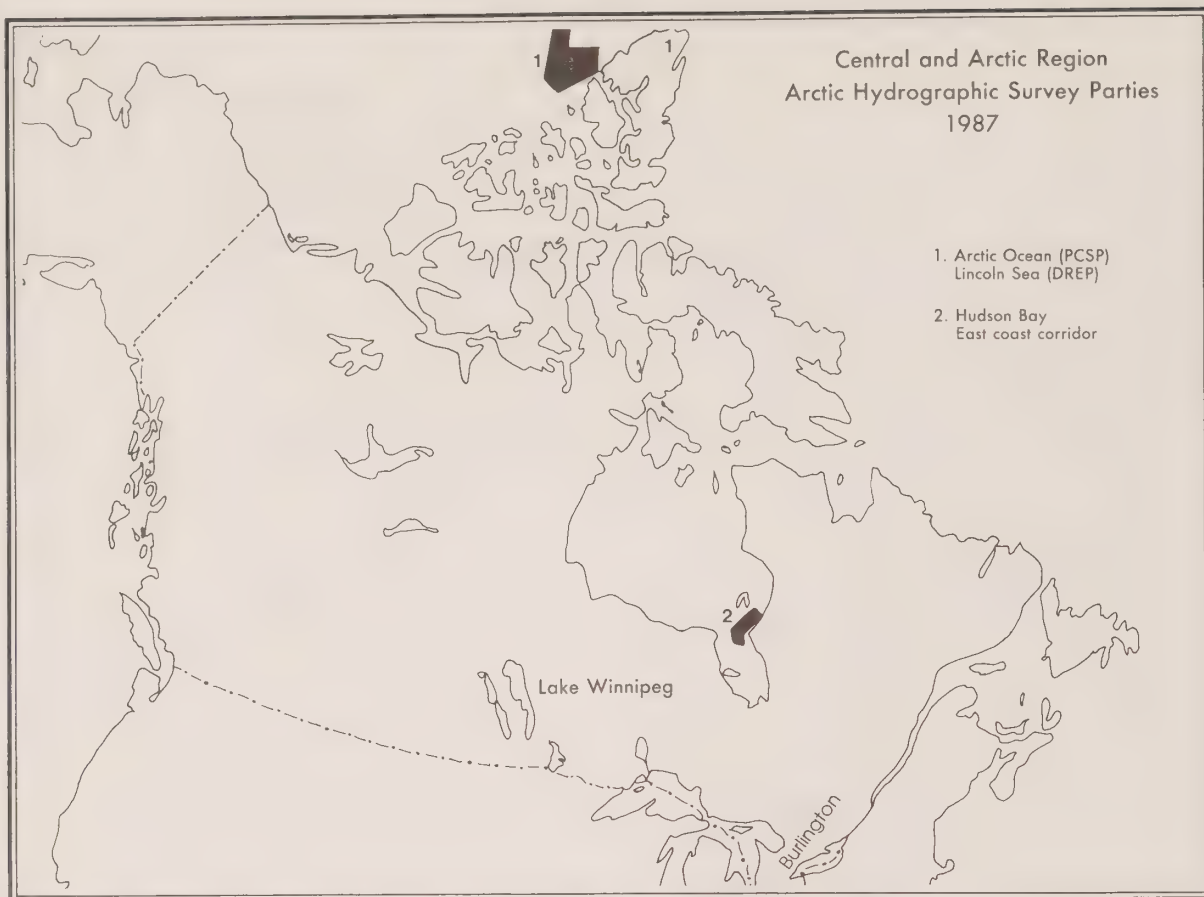 Central and Arctic Region
Arctic Hydrographic Survey Parties
1987
1
1
1. Arctic Ocean (PCSP)
Lincoln Sea (DREP)
2. Hudson Bay
East coast corridor
2
Lake Winnipeg
Burlington